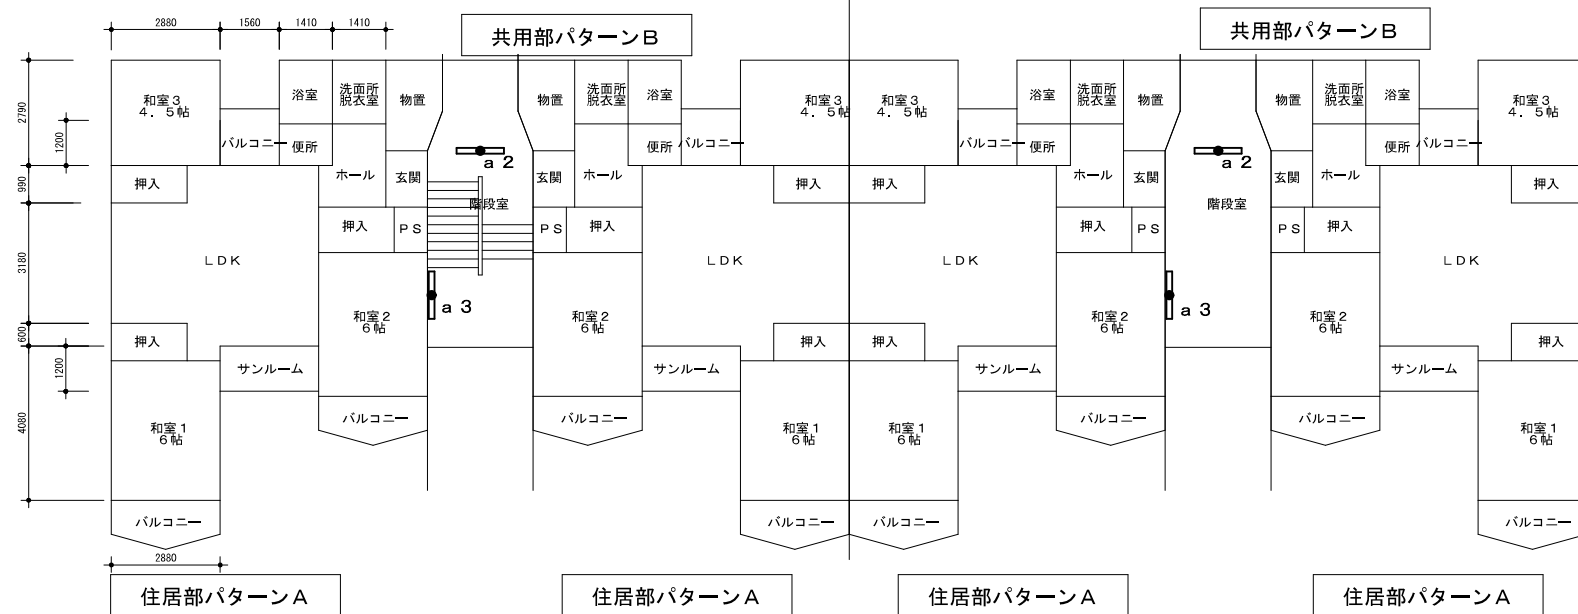 2880 1560 1410 1410
共用部パターンB 共用部パターンB
2790
1200
990
3180
600
1200
4080
和室3
4.5帖
浴室
洗面所
脱衣室
物置
物置
洗面所
脱衣室
浴室
和室3
4.5帖
和室3
4.5帖
浴室
洗面所
脱衣室
物置
物置
洗面所
脱衣室
浴室
和室3
4.5帖
バルコニー 便所 a2 便所 バルコニー バルコニー 便所 a2 便所 バルコニー
押入 ホール 玄関 玄関 ホール 押入 押入 ホール 玄関 玄関 ホール 押入
階段室 階段室
押入 PS PS 押入 押入 PS PS 押入
LDK LDK LDK LDK
a3 a3
和室2
6帖
和室2
6帖
和室2
6帖
和室2
6帖
押入 押入 押入 押入
サンルーム サンルーム サンルーム サンルーム
バルコニー バルコニー バルコニー バルコニー
和室1
6帖
和室1
6帖
和室1
6帖
和室1
6帖
バルコニー バルコニー バルコニー バルコニー
2880
住居部パターンA 住居部パターンA 住居部パターンA 住居部パターンA